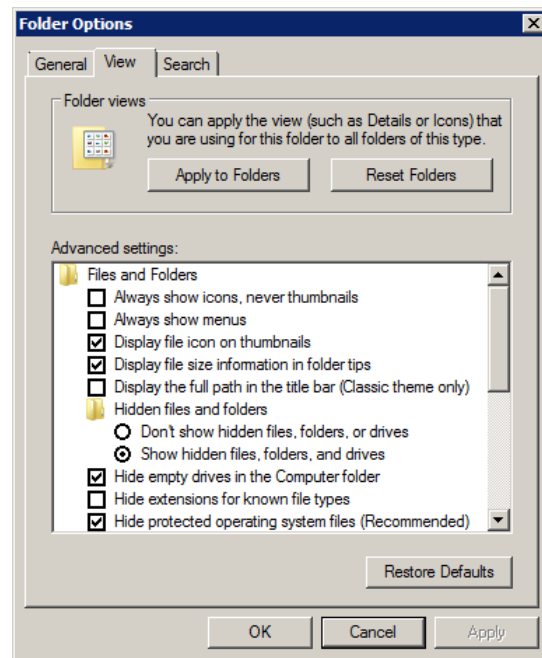 Folder Options
General View Search
Folder views
You can apply the view (such as Details or Icons) that
you are using for this folder to all folders of this type.
Apply to Folders Reset Folders
Advanced settings:
Files and Folders
Always show icons, never thumbnails
Always show menus
Display file icon on thumbnails
Display file size information in folder tips
Display the full path in the title bar (Classic theme only)
Hidden files and folders
Don't show hidden files, folders, or drives
Show hidden files, folders, and drives
Hide empty drives in the Computer folder
Hide extensions for known file types
Hide protected operating system files (Recommended)
Restore Defaults
OK Cancel Apply